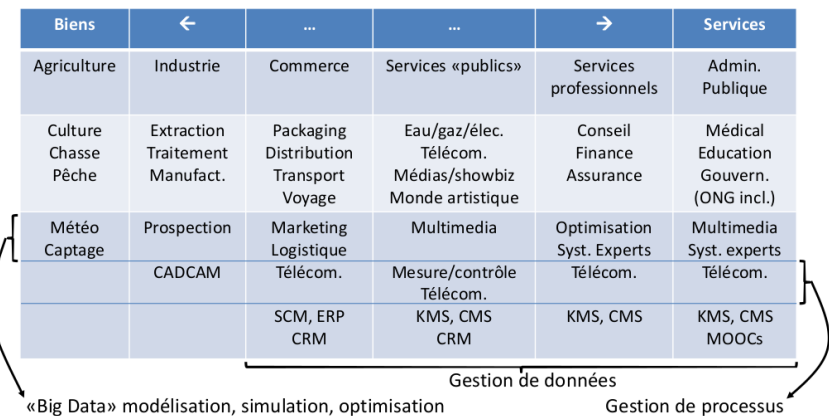 Biens ← ... ... → Services
Agriculture Industrie Commerce Services «publics» Services professionnels Admin. Publique
Culture Extraction Packaging Eau/gaz/élec. Conseil Médical
Chasse Traitement Distribution Télécom. Finance Education
Pêche Manufact. Transport Médias/showbiz Assurance Gouvern.
Voyage Monde artistique (ONG incl.)
Météo Prospection Marketing Multimedia Optimisation Multimedia
Captage Logistique Syst. Experts Syst. experts
CADCAM Télécom. Mesure/contrôle Télécom. Télécom.
Télécom.
SCM, ERP KMS, CMS KMS, CMS KMS, CMS
CRM CRM MOOCs
Gestion de données
«Big Data» modélisation, simulation, optimisation Gestion de processus